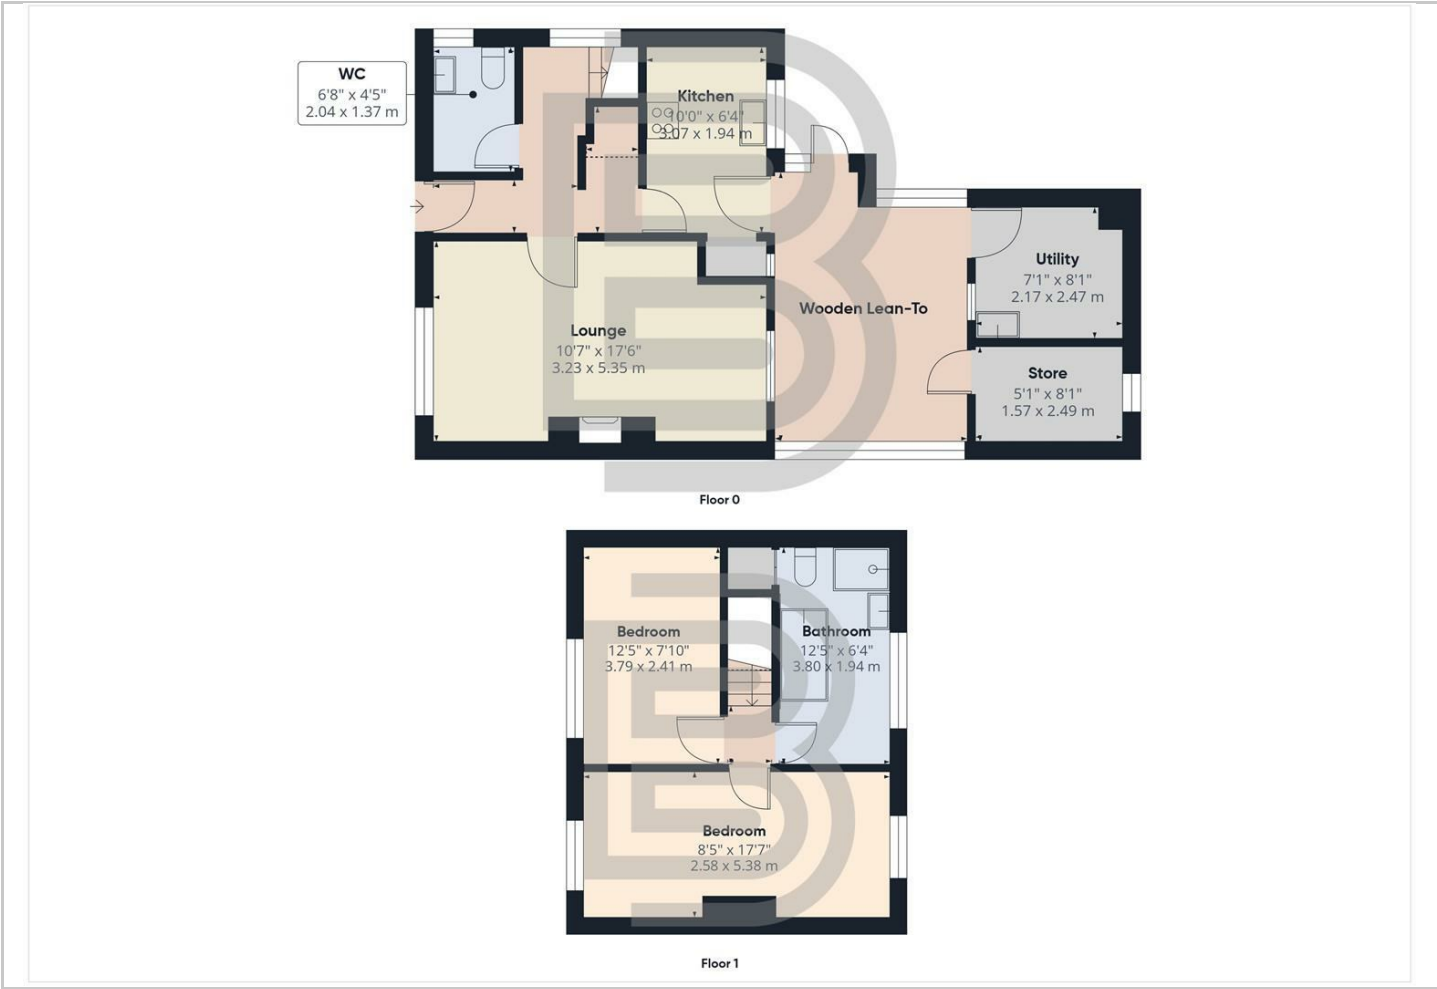 WC
6'8" x 4'5"
2.04 x 1.37 m
Kitchen
10'0" x 6'4"
3.07 x 1.94 m
Utility
7'1" x 8'1"
2.17 x 2.47 m
Wooden Lean-To
Lounge
10'7" x 17'6"
3.23 x 5.35 m
Store
5'1" x 8'1"
1.57 x 2.49 m
Floor 0
Bedroom
12'5" x 7'10"
3.79 x 2.41 m
Bathroom
12'5" x 6'4"
3.80 x 1.94 m
Bedroom
8'5" x 17'7"
2.58 x 5.38 m
Floor 1